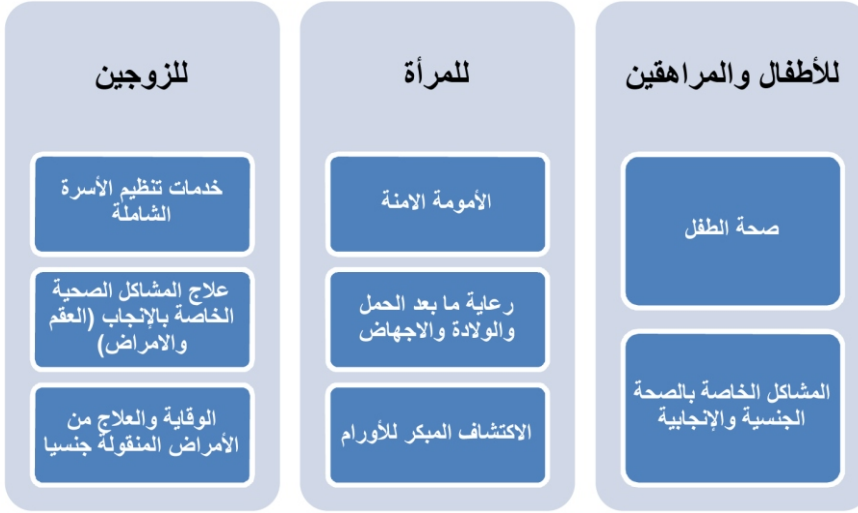 للأطفال والمراهقين
صحة الطفل
المشاكل الخاصة بالصحة
الجنسية والإنجابية
للمرأة
الأمومة الامنة
رعاية ما بعد الحمل
والولادة والاجهاض
الاكتشاف المبكر للأورام
للزوجين
خدمات تنظيم الأسرة
الشاملة
علاج المشاكل الصحية
الخاصة بالإنجاب (العقم
والامراض)
الوقاية والعلاج من
الأمراض المنقولة جنسيا